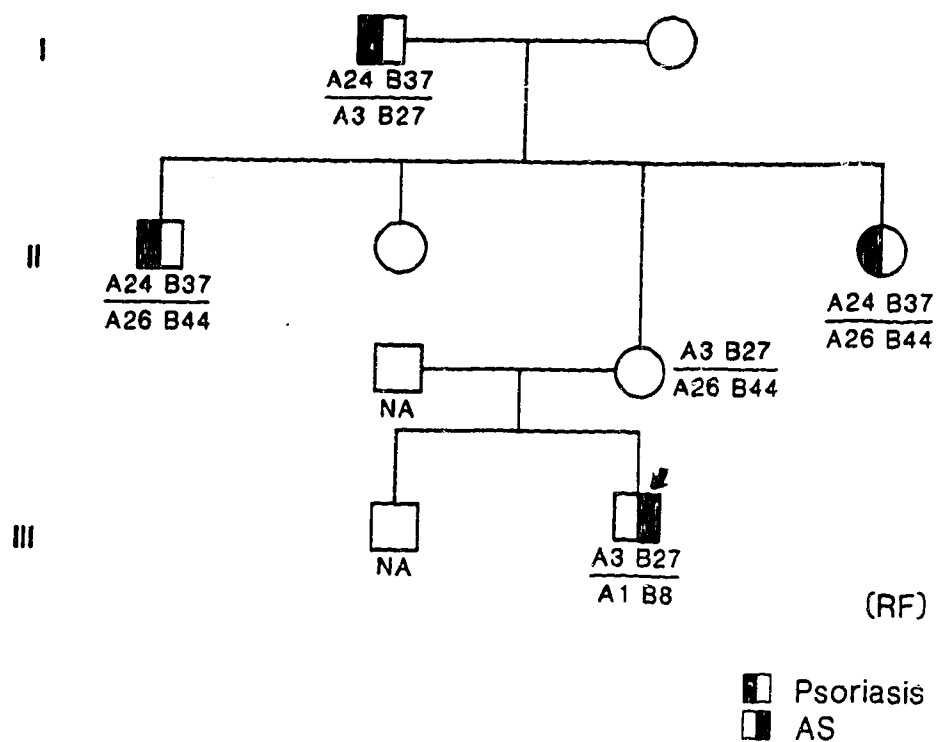 I
A24 B37
A3 B27
II
A24 B37
A26 B44
A24 B37
A26 B44
NA
A3 B27
A26 B44
III
NA
A3 B27
A1 B8
(RF)
Psoriasis
AS